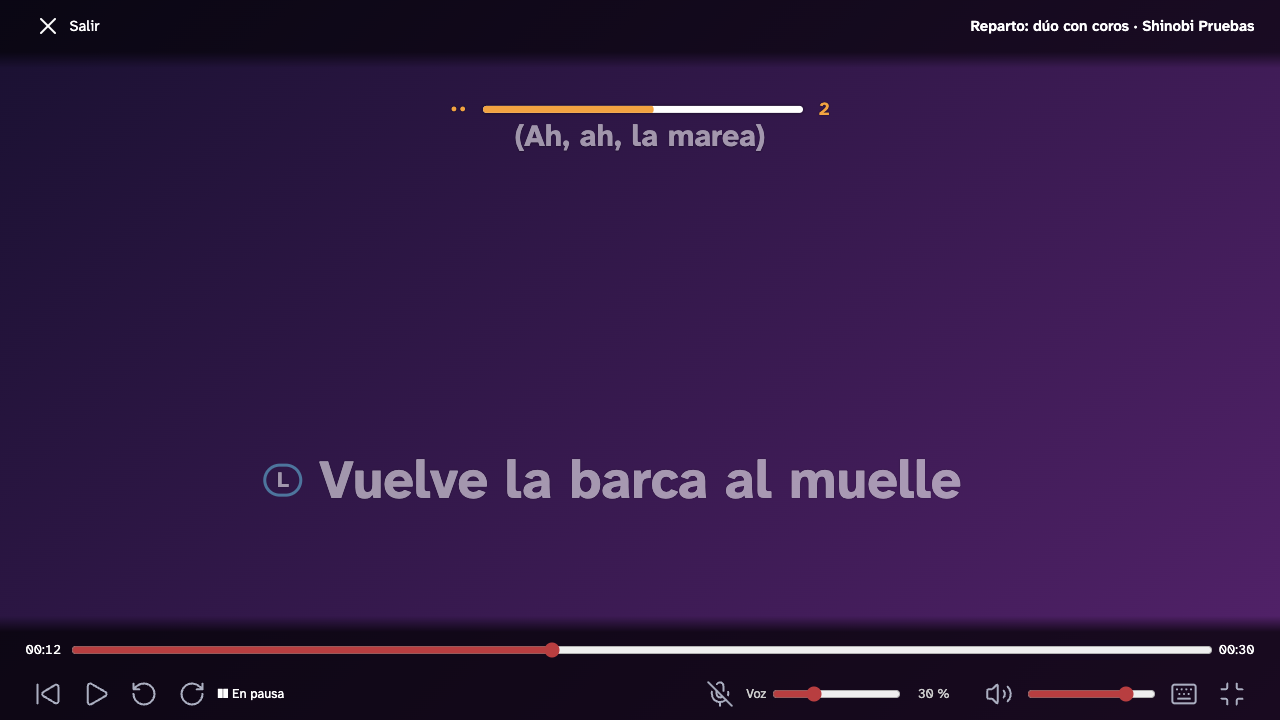 Salir
Reparto: dúo con coros · Shinobi Pruebas
2
(Ah, ah, la marea)
L Vuelve la barca al muelle
00:12
00:30
En pausa
Voz
30 %